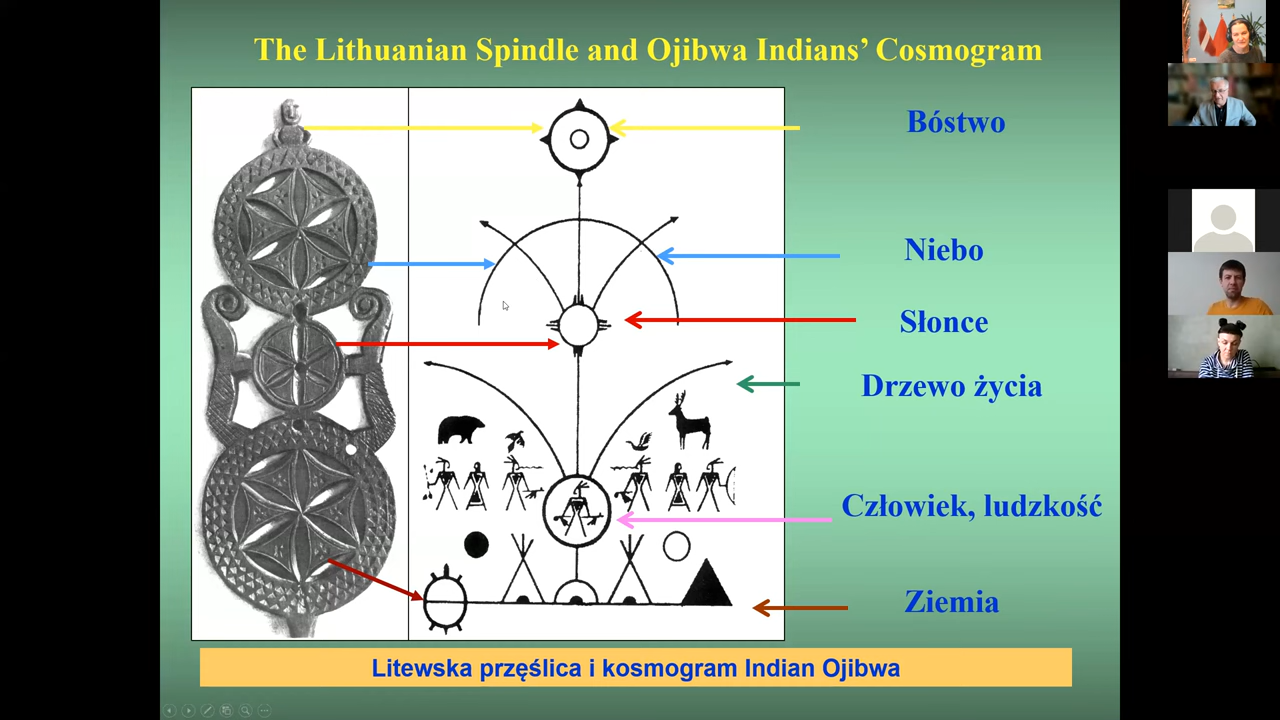 The Lithuanian Spindle and Ojibwa Indians’ Cosmogram
Bóstwo
Niebo
Słonce
Drzewo życia
Człowiek, ludzkość
Ziemia
Litewska przęślica i kosmogram Indian Ojibwa